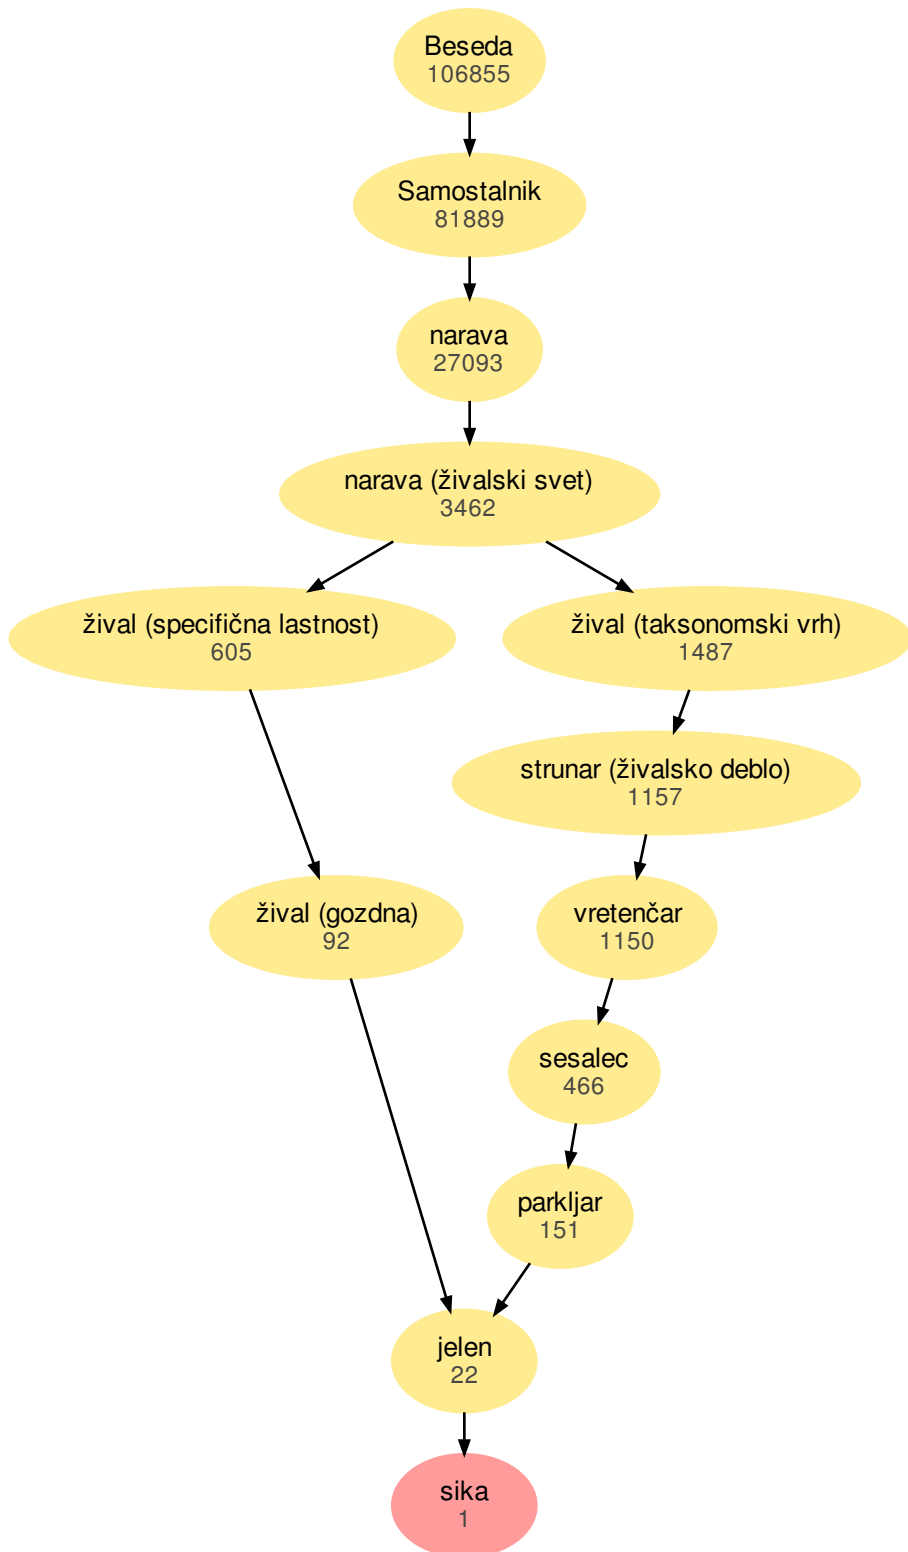 Beseda
106855
Samostalnik
81889
narava
27093
narava (živalski svet)
3462
žival (specifična lastnost)
605
žival (taksonomski vrh)
1487
strunar (živalsko deblo)
1157
žival (gozdna)
92
vretenčar
1150
sesalec
466
parkljar
151
jelen
22
sika
1